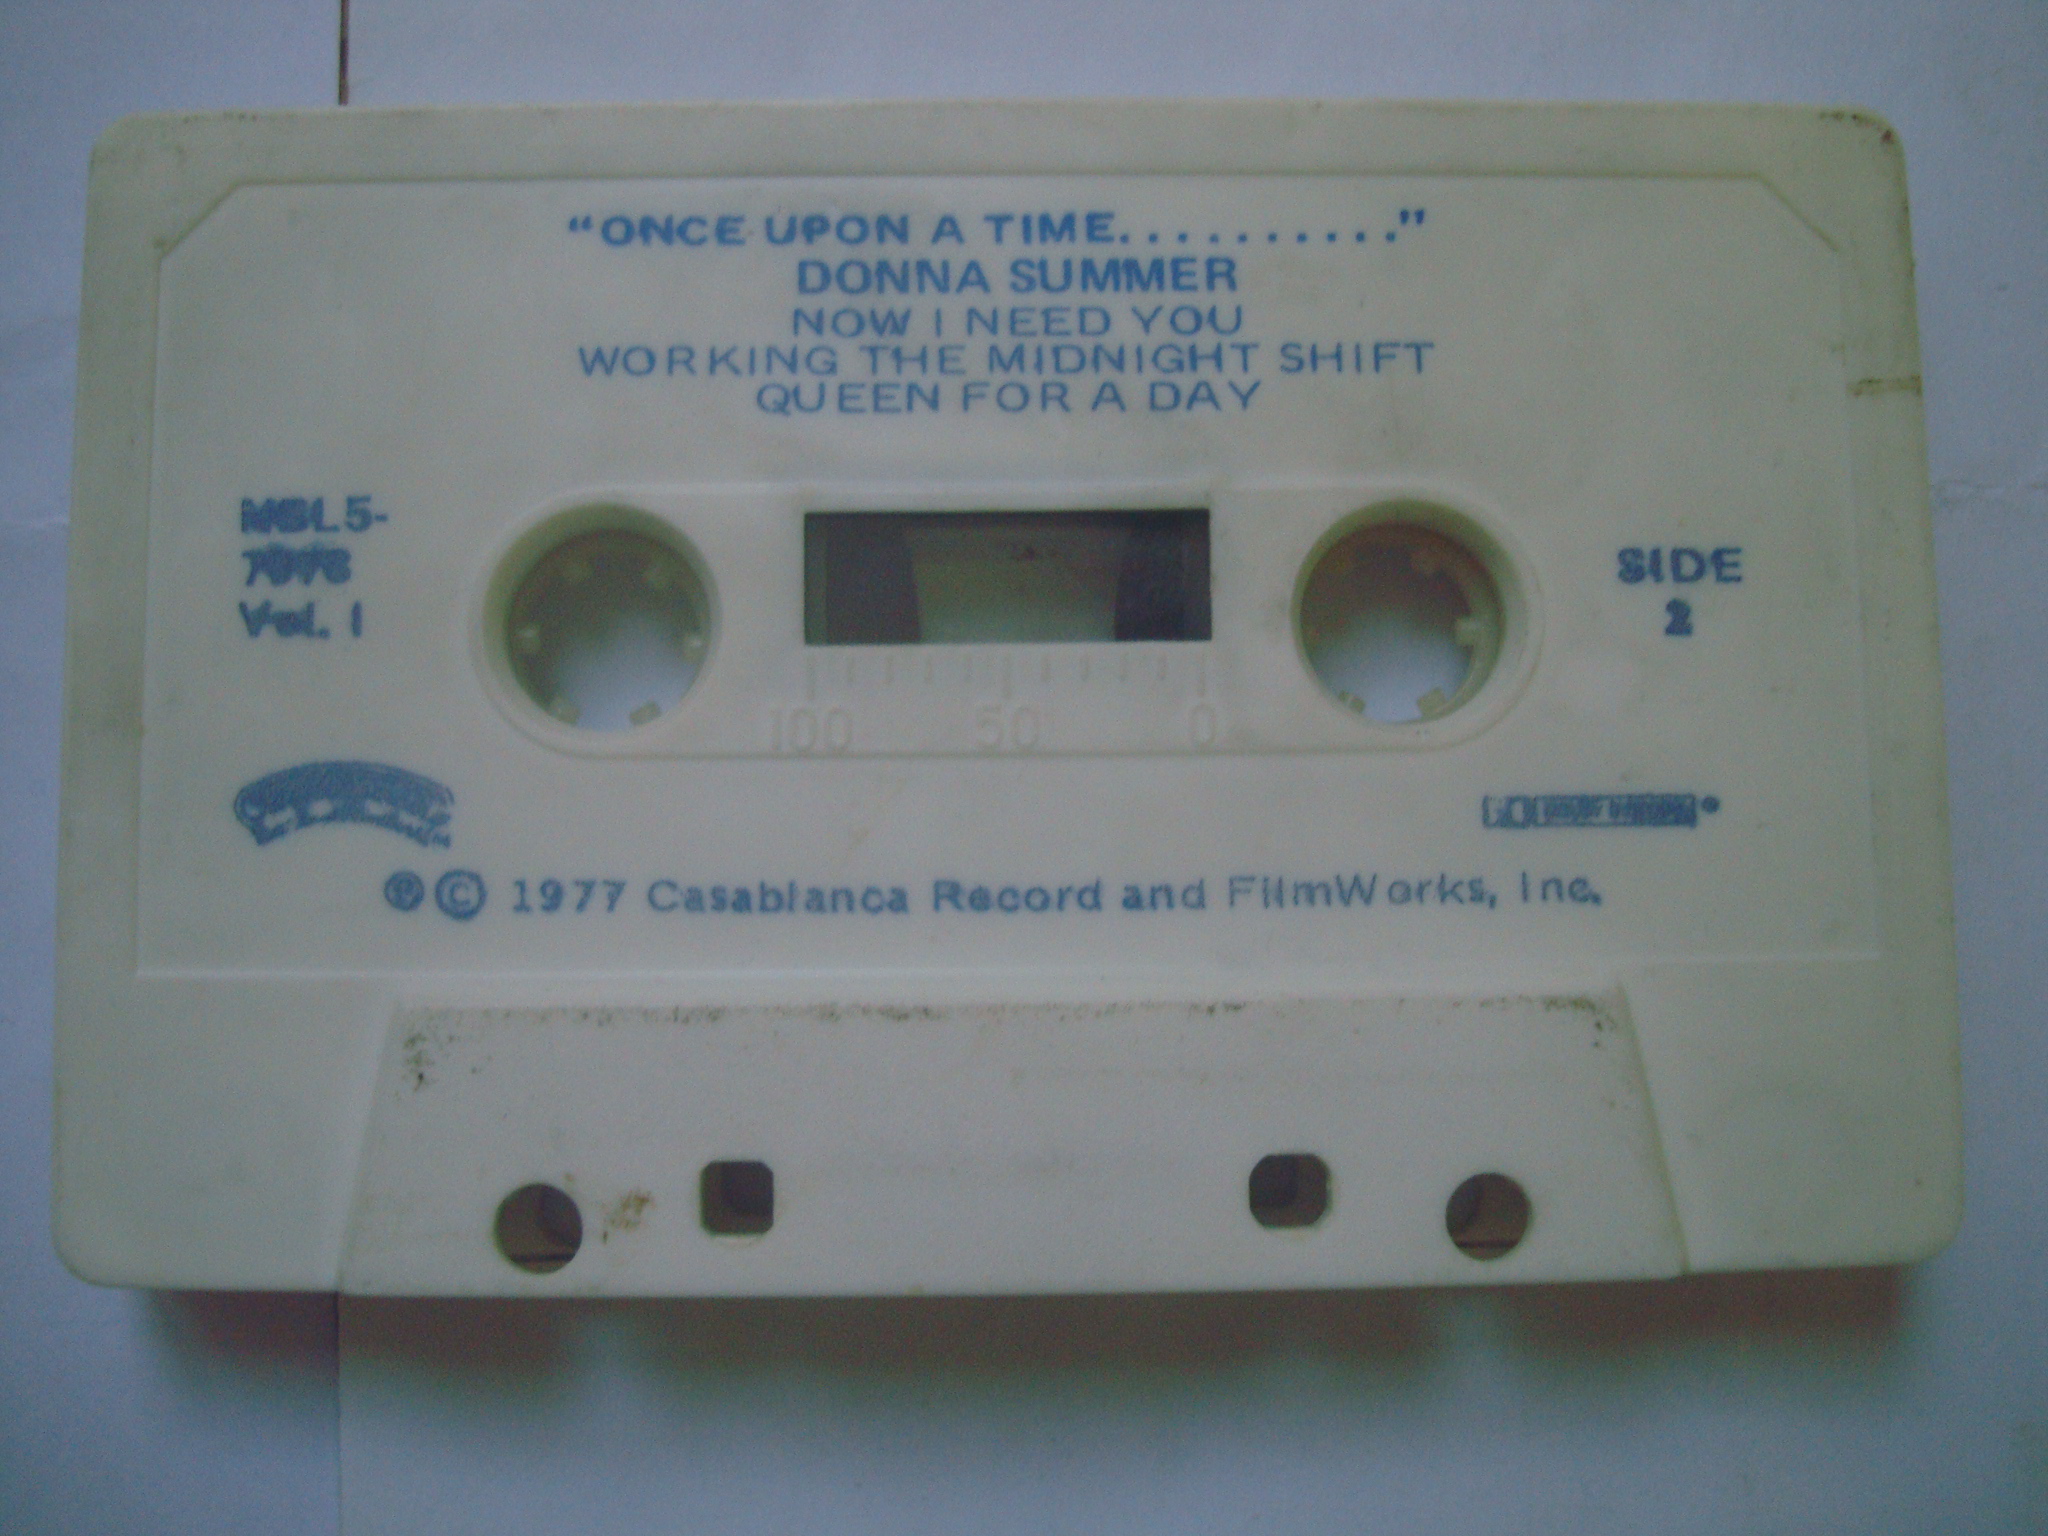 “ONCE UPON A TIME..........”
DONNA SUMMER
NOW I NEED YOU
WORKING THE MIDNIGHT SHIFT
QUEEN FOR A DAY
Vol. I
SIDE
2
100 50 0
℗ © 1977 Casablanca Record and FilmWorks, Inc.